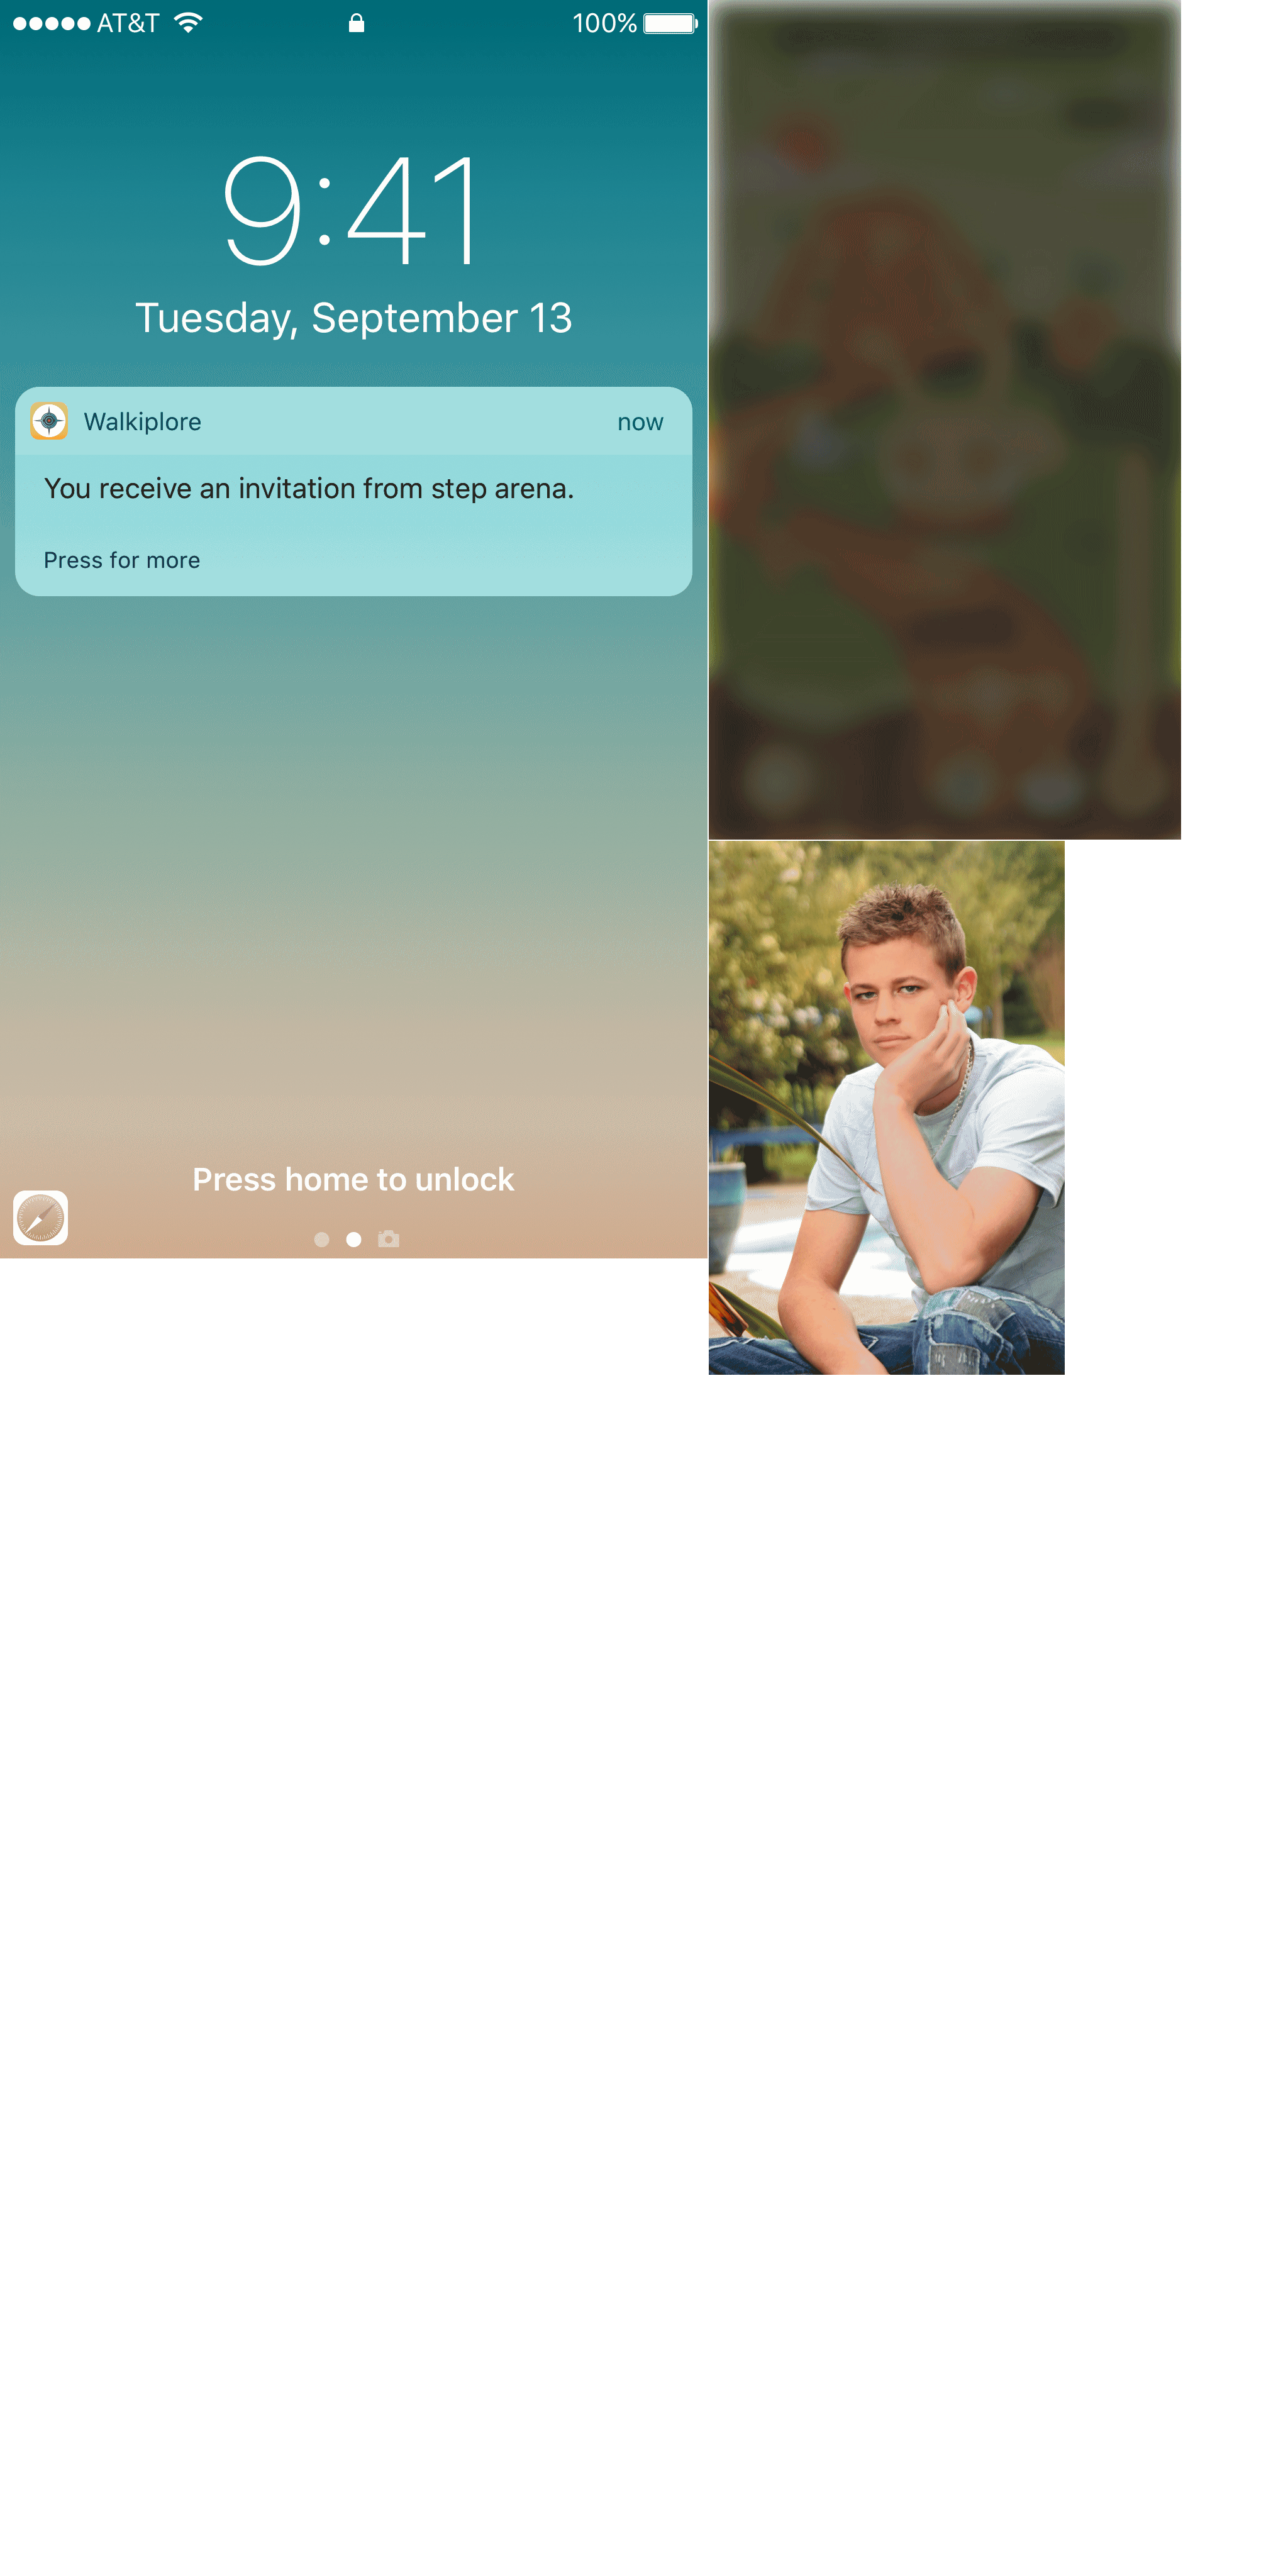 AT&T 100%
9:41
Tuesday, September 13
Walkiplore now
You receive an invitation from step arena.
Press for more
Press home to unlock